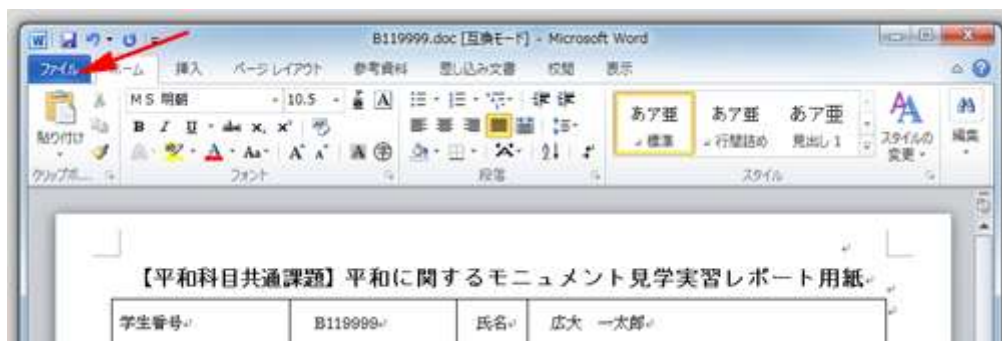 B119999.doc [互換モード] - Microsoft Word
ファイル ホーム 挿入 ページ レイアウト 参考資料 差し込み文書 校閲 表示
MS 明朝 10.5
あア亜 あア亜 あア亜
貼り付け
標準 行間詰め 見出し 1
スタイルの変更
編集
クリップボ... フォント 段落 スタイル
【平和科目共通課題】平和に関するモニュメント見学実習レポート用紙
学生番号 B119999 氏名 広大 一太郎